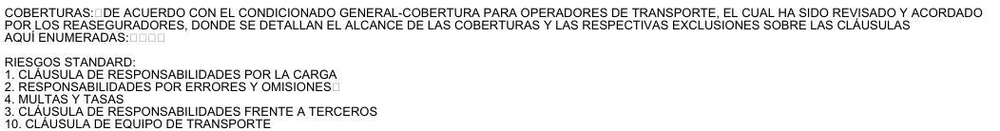 COBERTURAS: DE ACUERDO CON EL CONDICIONADO GENERAL-COBERTURA PARA OPERADORES DE TRANSPORTE, EL CUAL HA SIDO REVISADO Y ACORDADO
POR LOS REASEGURADORES, DONDE SE DETALLAN EL ALCANCE DE LAS COBERTURAS Y LAS RESPECTIVAS EXCLUSIONES SOBRE LAS CLÁUSULAS
AQUÍ ENUMERADAS:
RIESGOS STANDARD:
1. CLÁUSULA DE RESPONSABILIDADES POR LA CARGA
2. RESPONSABILIDADES POR ERRORES Y OMISIONES
4. MULTAS Y TASAS
3. CLÁUSULA DE RESPONSABILIDADES FRENTE A TERCEROS
10. CLÁUSULA DE EQUIPO DE TRANSPORTE